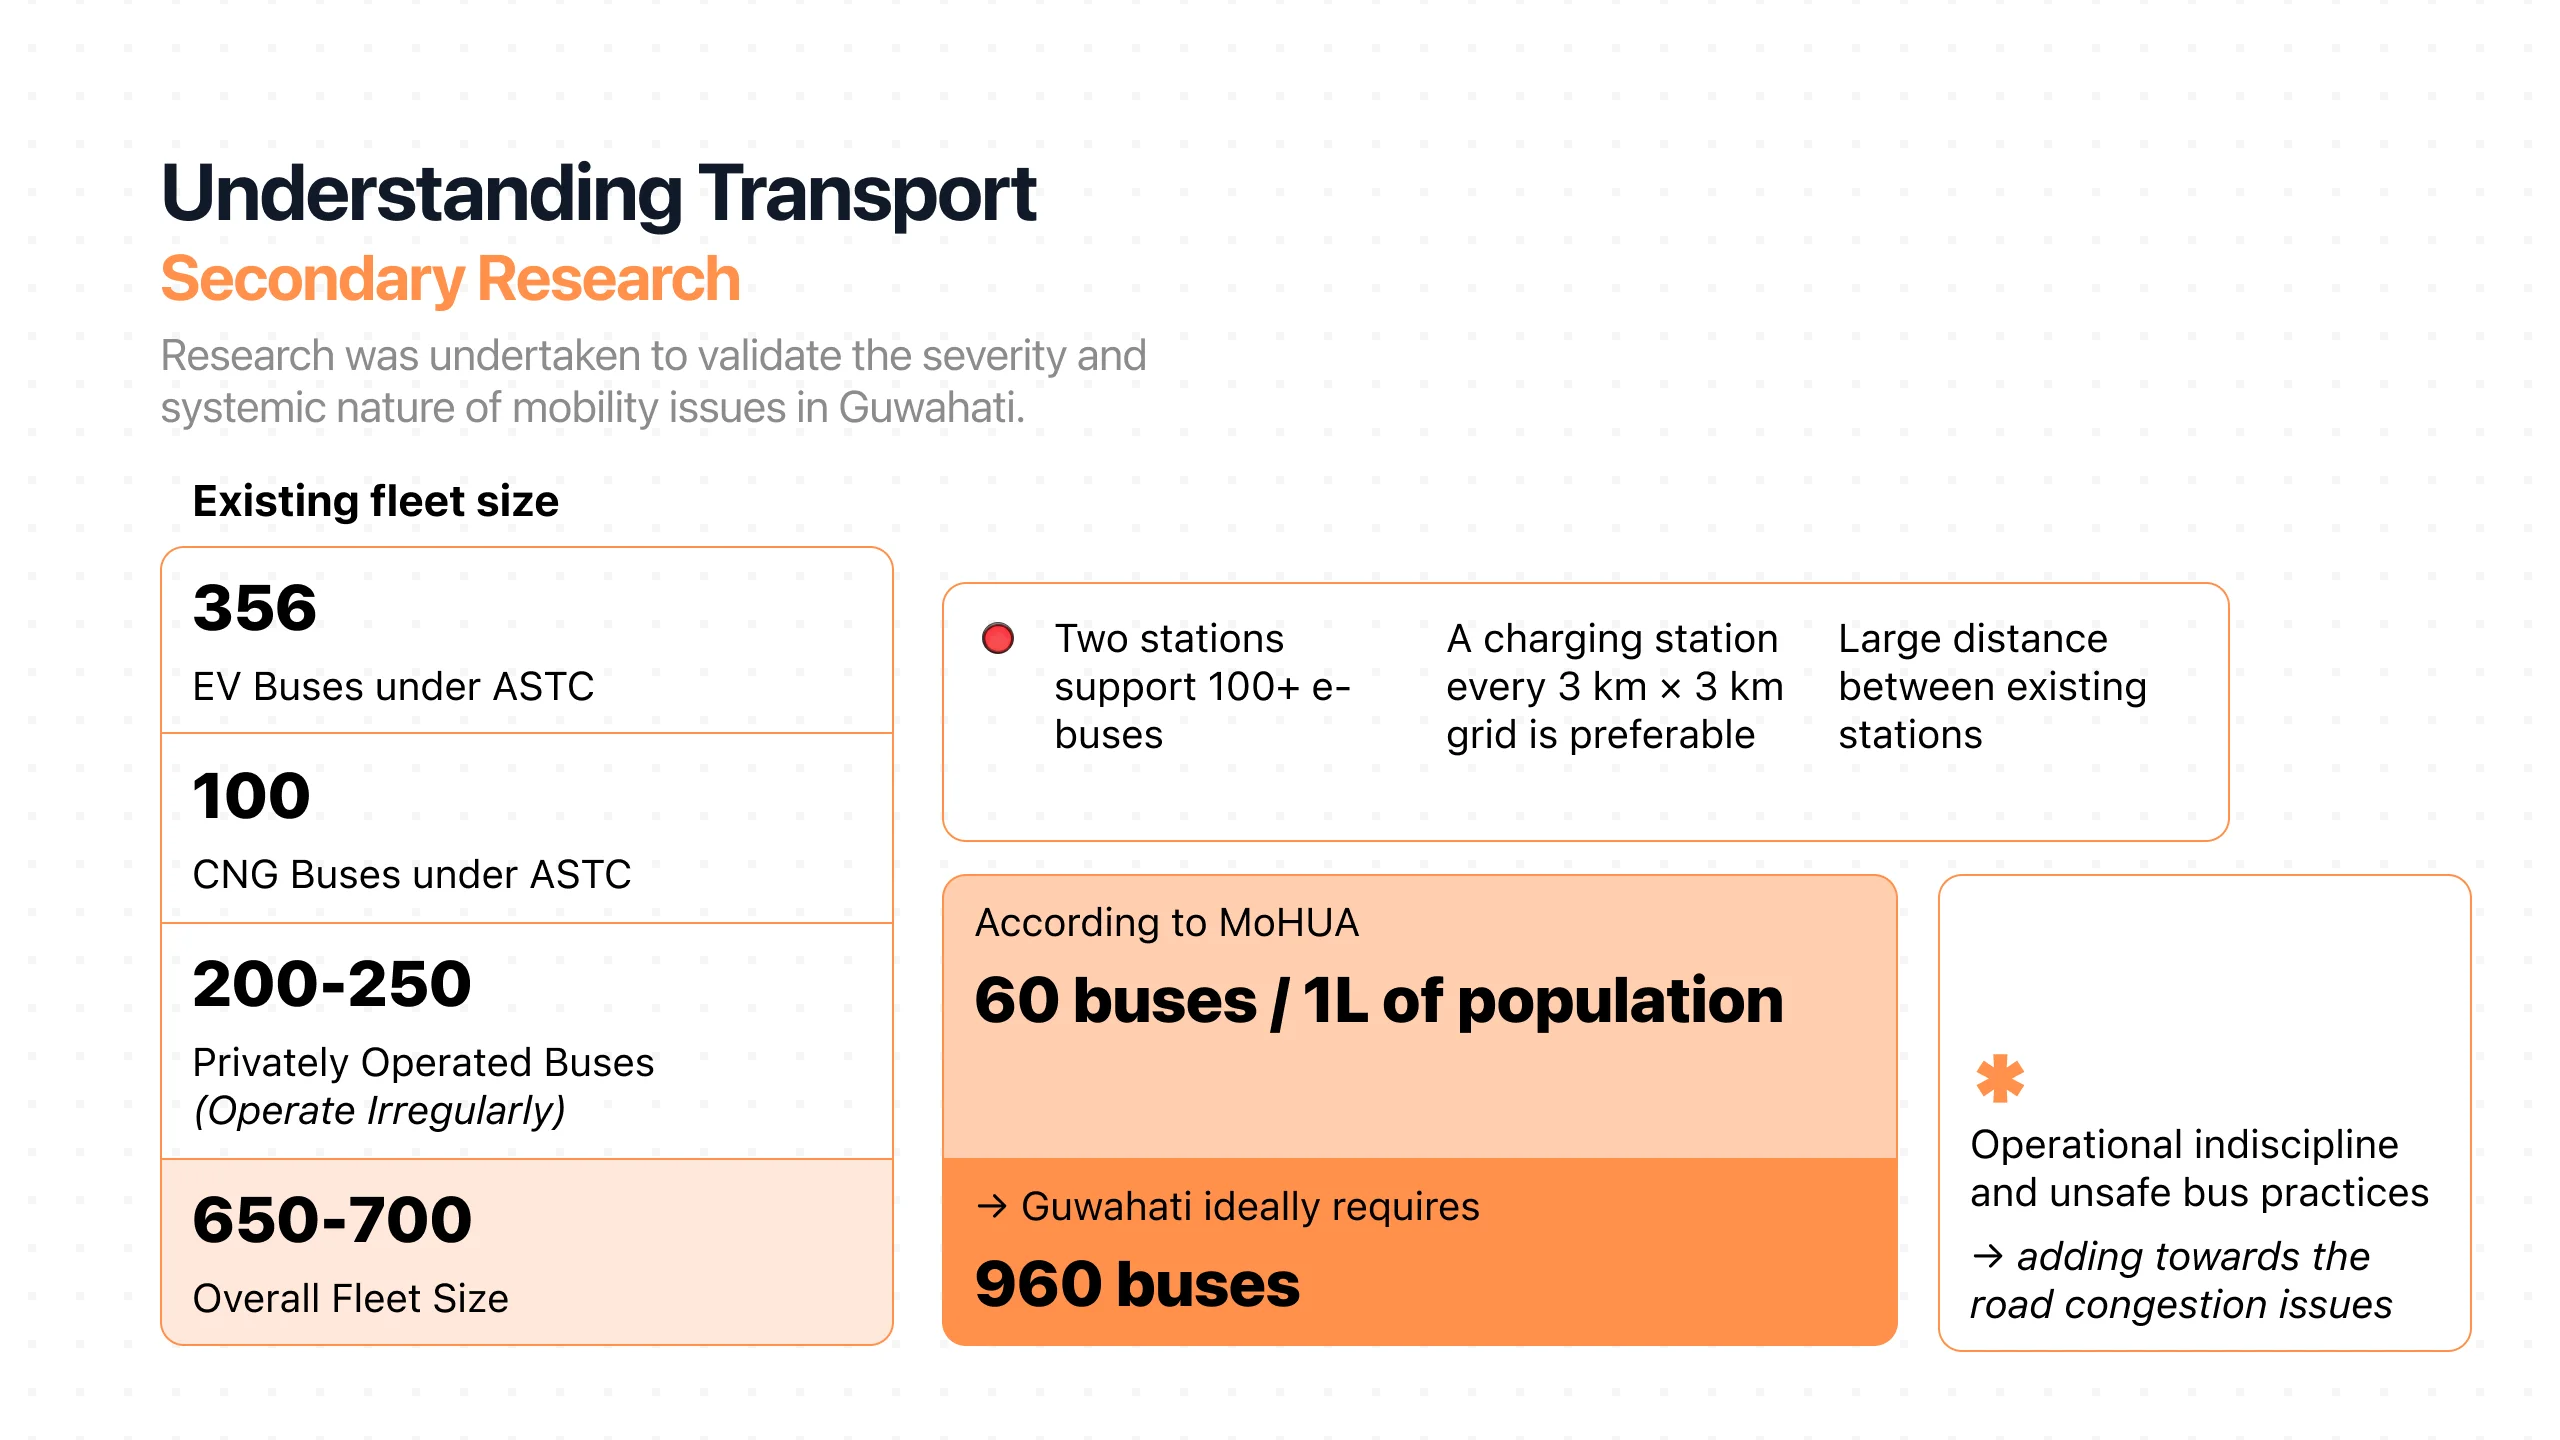 Understanding Transport
Secondary Research
Research was undertaken to validate the severity and
systemic nature of mobility issues in Guwahati.
Existing fleet size
356
EV Buses under ASTC
100
CNG Buses under ASTC
200-250
Privately Operated Buses
(Operate Irregularly)
650-700
Overall Fleet Size
Two stations
support 100+ e-
buses
A charging station
every 3 km × 3 km
grid is preferable
Large distance
between existing
stations
According to MoHUA
60 buses / 1L of population
→ Guwahati ideally requires
960 buses
✱
Operational indiscipline
and unsafe bus practices
→ adding towards the
road congestion issues